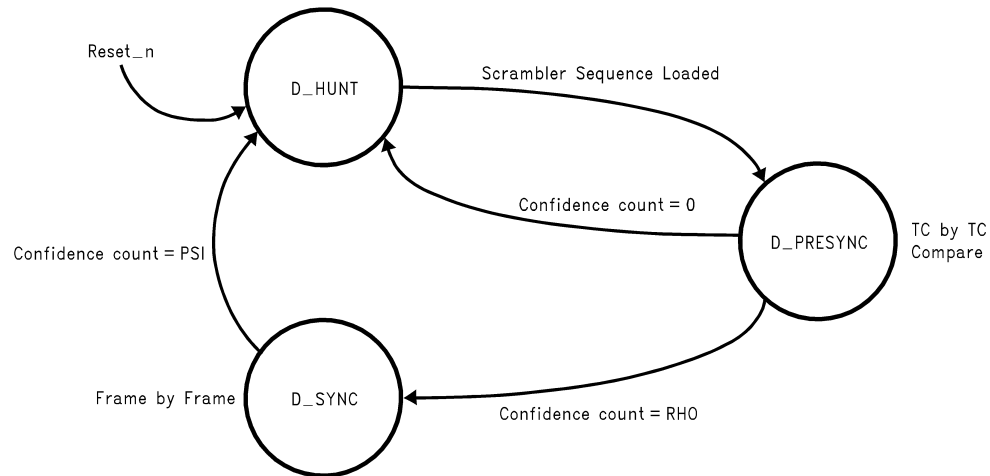 Reset_n
D_HUNT
Scrambler Sequence Loaded
Confidence count = 0
D_PRESYNC
TC by TC
Compare
Confidence count = PSI
Frame by Frame
D_SYNC
Confidence count = RHO